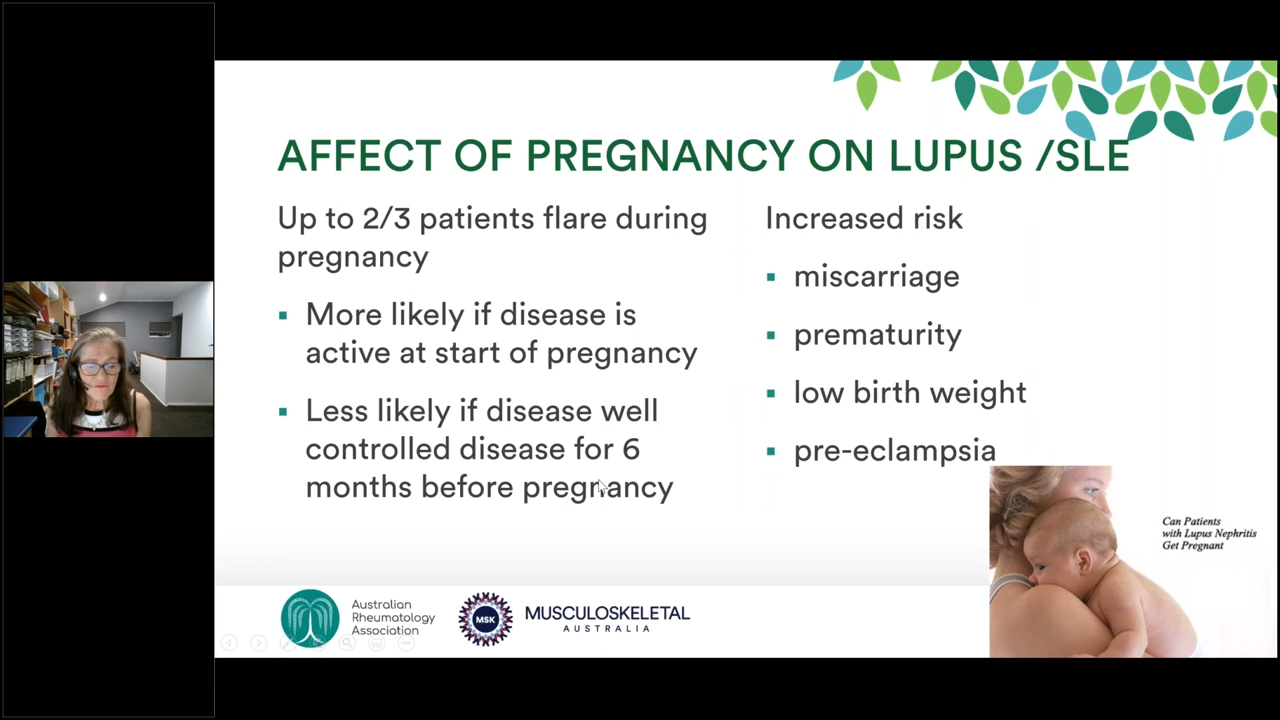 AFFECT OF PREGNANCY ON LUPUS /SLE
Up to 2/3 patients flare during
pregnancy
More likely if disease is
active at start of pregnancy
Less likely if disease well
controlled disease for 6
months before pregnancy
Increased risk
miscarriage
prematurity
low birth weight
pre-eclampsia
Can Patients
with Lupus Nephritis
Get Pregnant
Australian
Rheumatology
Association
MSK
MUSCULOSKELETAL
AUSTRALIA